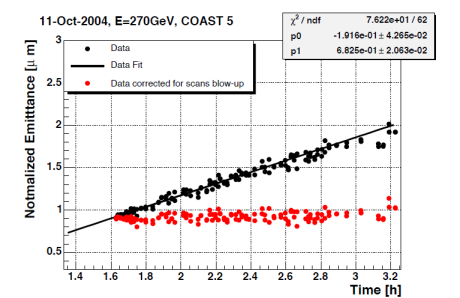 11-Oct-2004, E=270GeV, COAST 5
χ² / ndf 7.622e+01 / 62
p0 -1.916e-01 ± 4.265e-02
p1 6.825e-01 ± 2.063e-02
Data
Data Fit
Data corrected for scans blow-up
Notmalized Emittance [μ m]
3
2.5
2
1.5
1
0.5
1.4 1.6 1.8 2 2.2 2.4 2.6 2.8 3 3.2
Time [h]